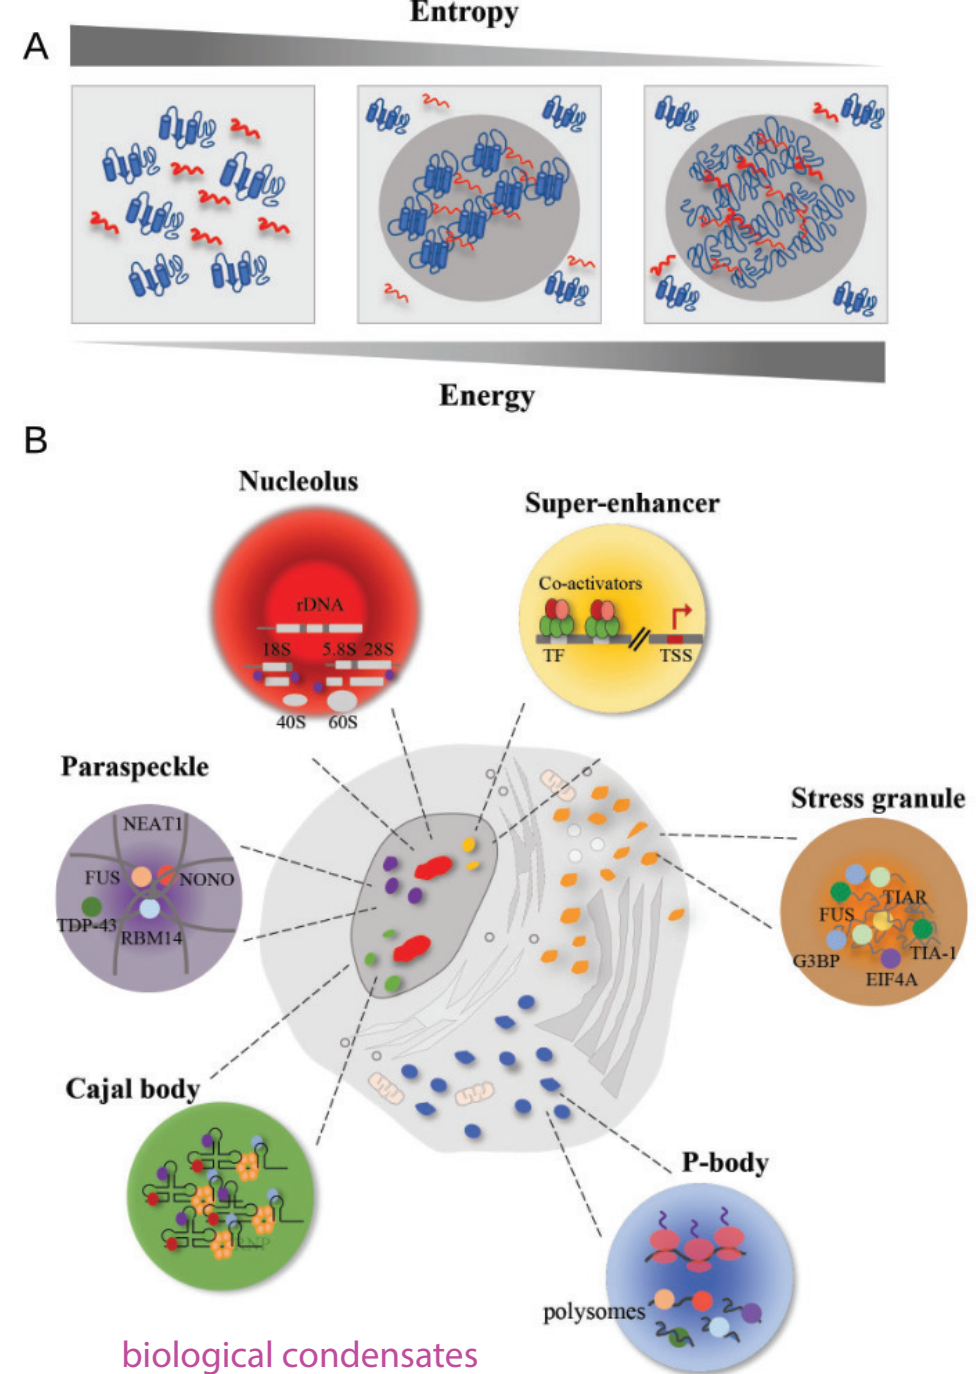 Entropy
A
Energy
B
Nucleolus
Super-enhancer
rDNA
18S 5.8S 28S
40S 60S
Co-activators
TF TSS
Paraspeckle
NEAT1
FUS NONO
TDP-43
RBM14
Stress granule
TIAR
FUS
G3BP TIA-1
EIF4A
Cajal body
RNP
P-body
polysomes
biological condensates